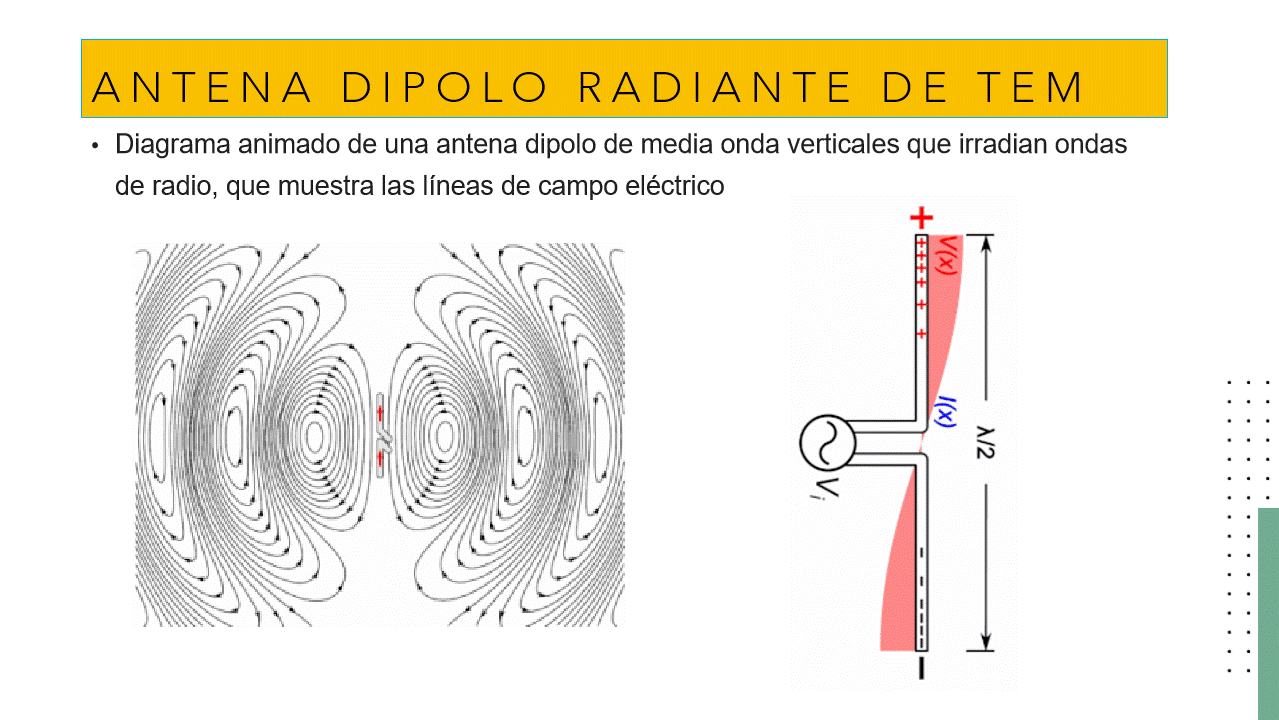 ANTENA DIPOLO RADIANTE DE TEM
• Diagrama animado de una antena dipolo de media onda verticales que irradian ondas
de radio, que muestra las líneas de campo eléctrico
+
V(x)
I(x)
λ/2
Vi
−